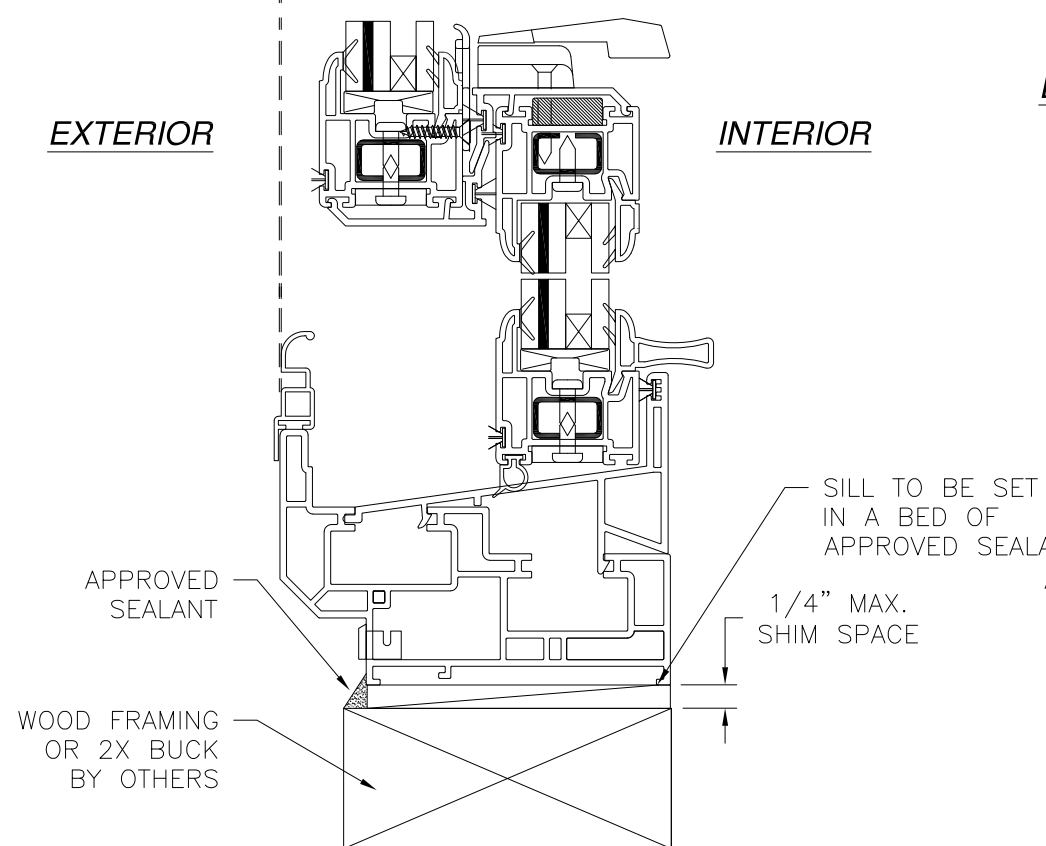 EXTERIOR
INTERIOR
SILL TO BE SET
IN A BED OF
APPROVED
APPROVED
SEALANT
1/4” MAX.
SHIM SPACE
WOOD FRAMING
OR 2X BUCK
BY OTHERS